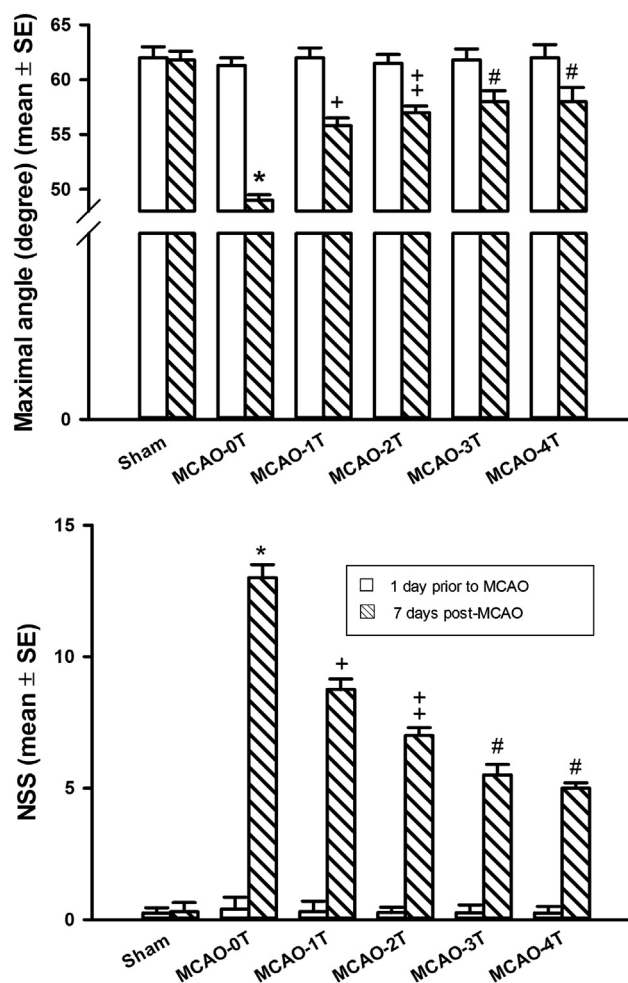 Maximal angle (degree) (mean ± SE)
65
60
55
50
0
*
+
+
+
#
#
Sham
MCAO-0T
MCAO-1T
MCAO-2T
MCAO-3T
MCAO-4T
NSS (mean ± SE)
15
10
5
0
*
+
+
+
#
#
1 day prior to MCAO
7 days post-MCAO
Sham
MCAO-0T
MCAO-1T
MCAO-2T
MCAO-3T
MCAO-4T